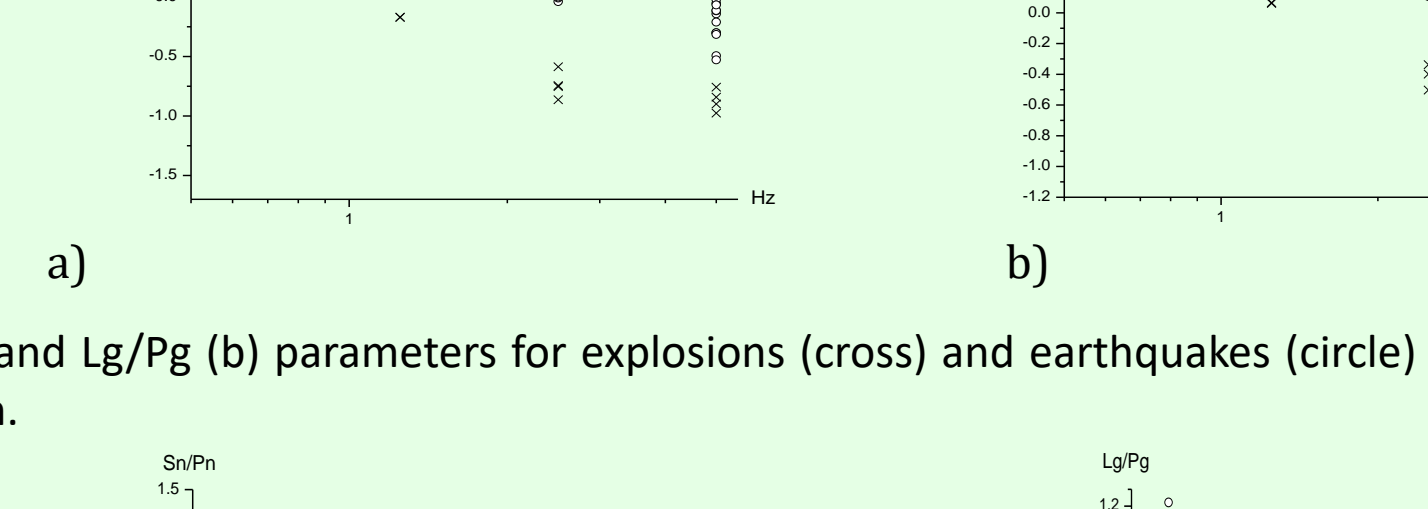 0.0
-0.2
-0.4
-0.5
-0.6
-0.8
-1.0
-1.0
-1.5
-1.2
Hz
1
1
a)
b)
and Lg/Pg (b) parameters for explosions (cross) and earthquakes (circle)
Sn/Pn
Lg/Pg
1.5
1.2